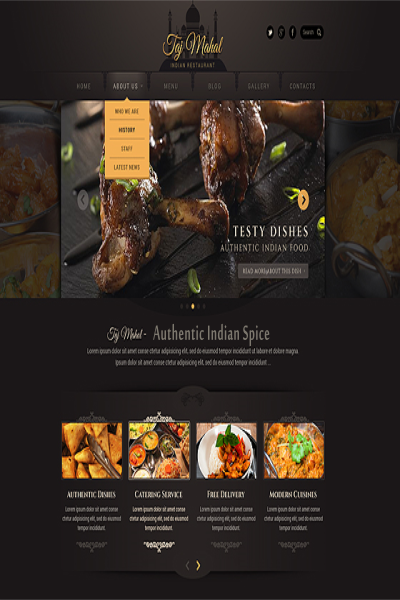 Taj Mahal
INDIAN RESTAURANT
Search
HOME
ABOUT US
MENU
BLOG
GALLERY
CONTACTS
WHO WE ARE
HISTORY
STAFF
LATEST NEWS
TESTY DISHES
AUTHENTIC INDIAN FOOD
READ MORE ABOUT THIS DISH
Taj Mahal - Authentic Indian Spice
Lorem ipsum dolor sit amet conse ctetur adipisicing elit, sed do eiusmod tempor incididunt ut et dolore magna.
Ipsum dolor sit amet conse ctetur adipisicing elit, sed do eiusmod tempor incididunt ...
AUTHENTIC DISHES
Lorem ipsum dolor sit amet conse
ctetur adipisicing elit, sed do
eiusmod tempor
incididunt.
CATERING SERVICE
Lorem ipsum dolor sit amet conse
ctetur adipisicing elit, sed do
eiusmod tempor
incididunt.
FREE DELIVERY
Lorem ipsum dolor sit amet conse
ctetur adipisicing elit, sed do
eiusmod tempor
incididunt.
MODERN CUISINES
Lorem ipsum dolor sit amet conse
ctetur adipisicing elit, sed do
eiusmod tempor
incididunt.